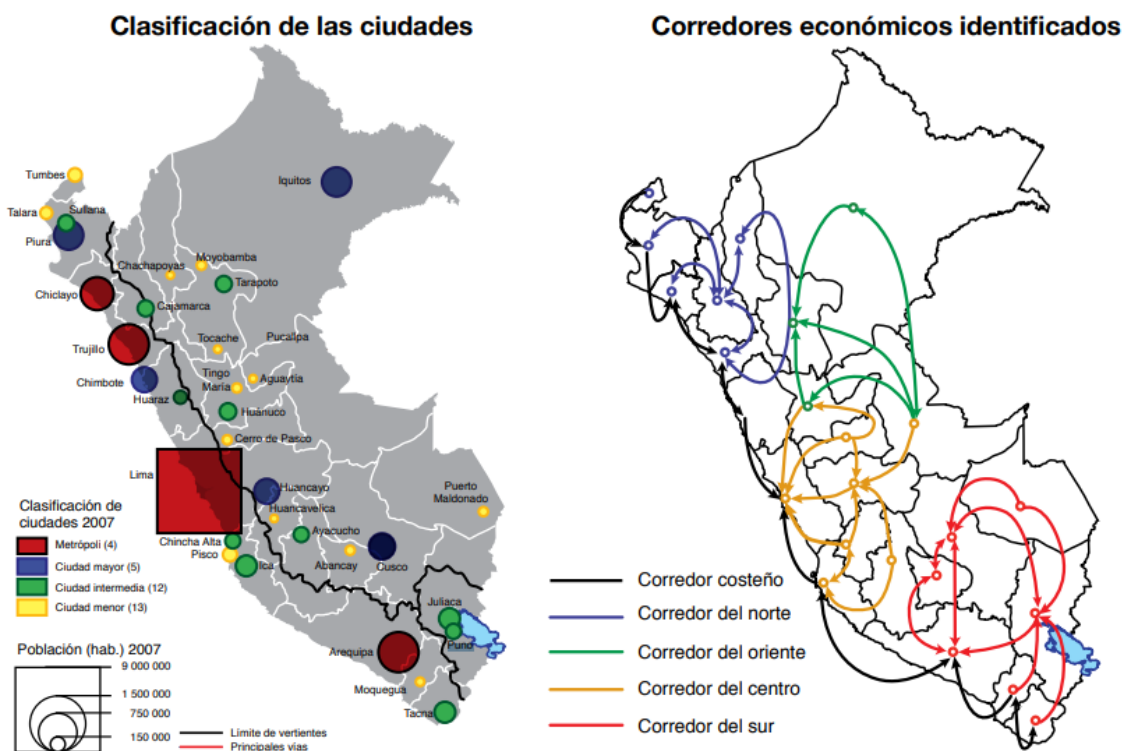 Clasificación de las ciudades
Tumbes
Talara
Sullana
Piura
Iquitos
Moyobamba
Chachapoyas
Tarapoto
Chiclayo
Cajamarca
Trujillo
Tocache
Pucallpa
Chimbote
Tingo
María
Aguaytía
Huaraz
Huánuco
Cerro de Pasco
Lima
Huancayo
Puerto
Maldonado
Huancavelica
Ayacucho
Chincha Alta
Pisco
Ica
Abancay
Cusco
Juliaca
Puno
Arequipa
Moquegua
Tacna
Clasificación de
ciudades 2007
Metrópoli (4)
Ciudad mayor (5)
Ciudad intermedia (12)
Ciudad menor (13)
Población (hab.) 2007
9 000 000
1 500 000
750 000
150 000
Límite de vertientes
Principales vías
Corredores económicos identificados
Corredor costeño
Corredor del norte
Corredor del oriente
Corredor del centro
Corredor del sur